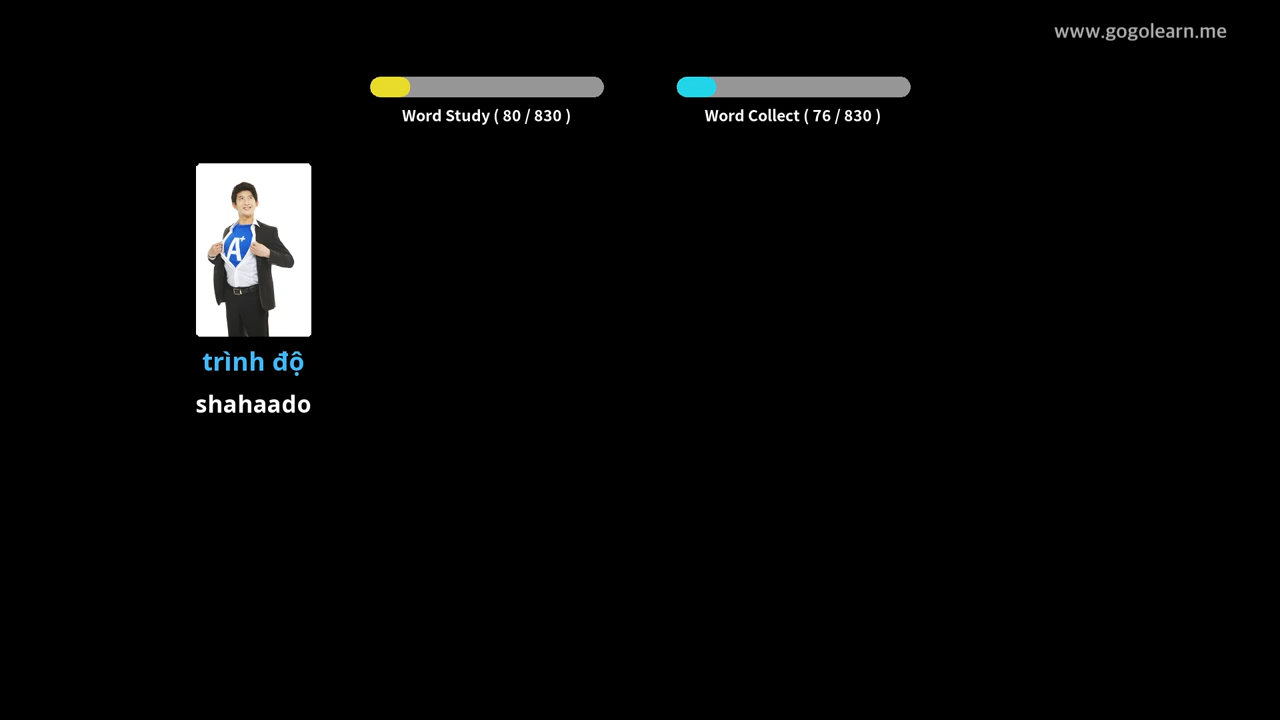 www.gogolearn.me
Word Study ( 80 / 830 )
Word Collect ( 76 / 830 )
A+
trình độ
shahaado